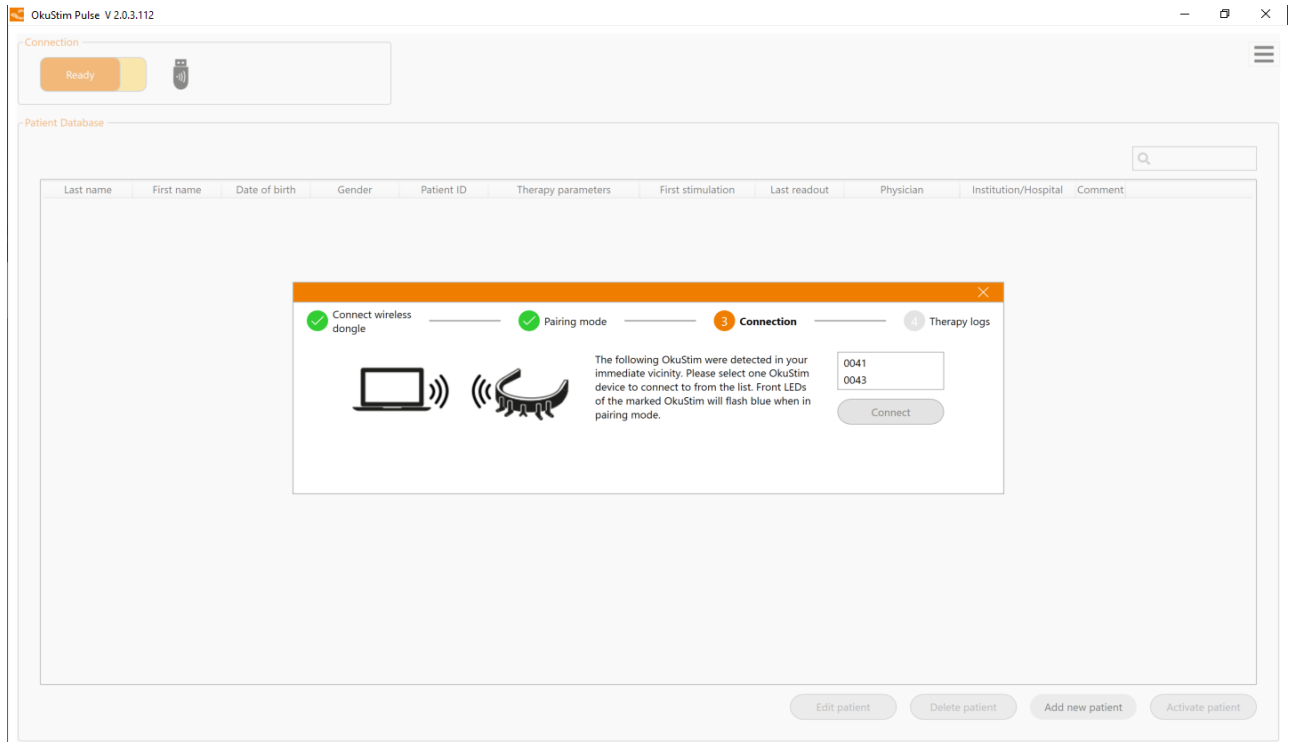 OkuStim Pulse V 2.0.3.112
Connection
Ready
Patient Database
Last name First name Date of birth Gender Patient ID Therapy parameters First stimulation Last readout Physician Institution/Hospital Comment
Connect wireless
dongle
Pairing mode
3 Connection
4 Therapy logs
The following OkuStim were detected in your
immediate vicinity. Please select one OkuStim
device to connect to from the list. Front LEDs
of the marked OkuStim will flash blue when in
pairing mode.
0041
0043
Connect
Edit patient Delete patient Add new patient Activate patient